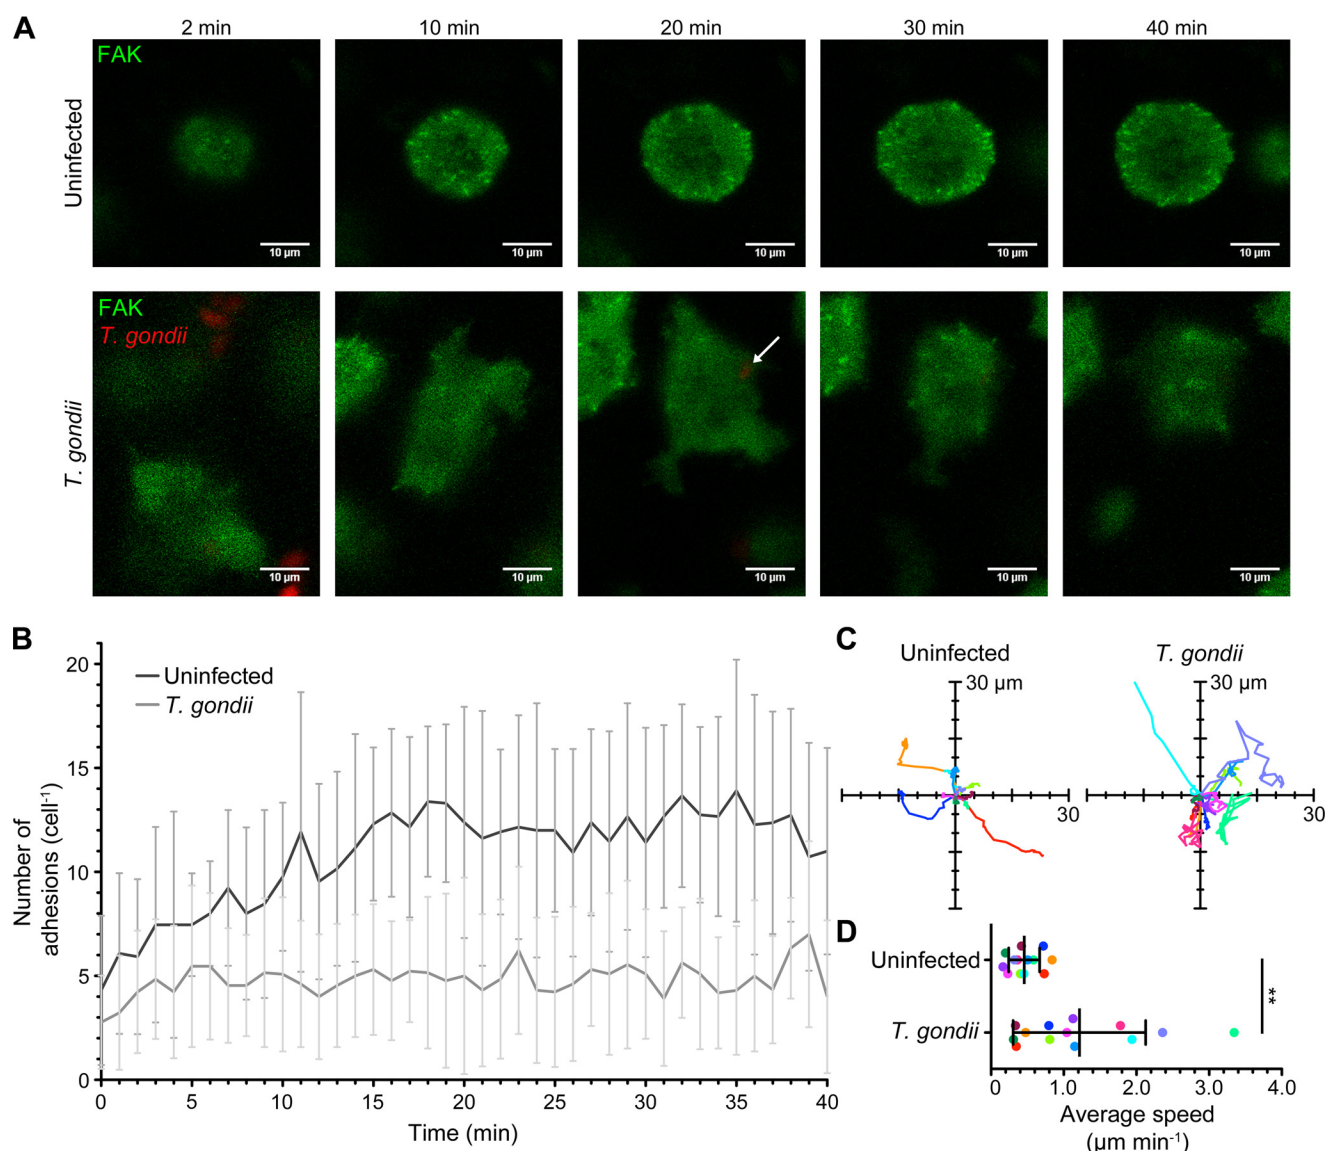 A
2 min 10 min 20 min 30 min 40 min
Uninfected
FAK
10 µm 10 µm 10 µm 10 µm 10 µm
T. gondii
FAK
T. gondii
10 µm 10 µm 10 µm 10 µm 10 µm
B
Uninfected
T. gondii
Number of
adhesions (cell⁻¹)
20
15
10
5
0
0 5 10 15 20 25 30 35 40
Time (min)
C
Uninfected T. gondii
30 µm 30 µm
30 30
D
Uninfected
T. gondii
**
0 1.0 2.0 3.0 4.0
Average speed
(µm min⁻¹)